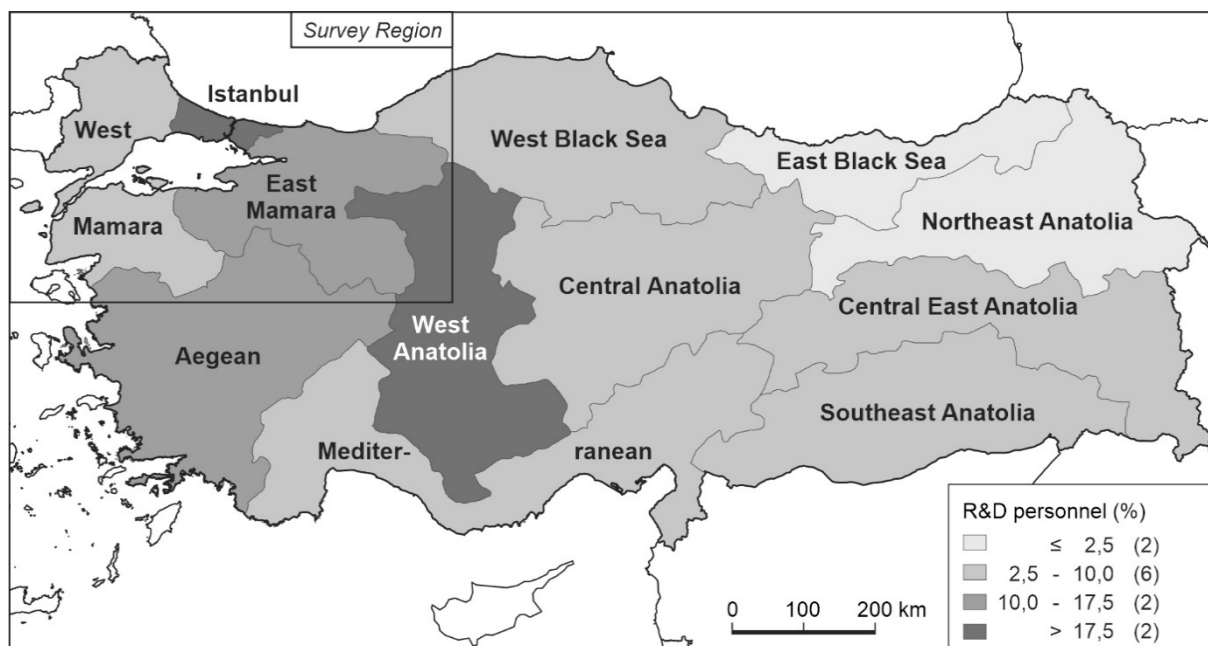 Survey Region
Istanbul
West
Mamara
East
Mamara
West Black Sea
East Black Sea
Northeast Anatolia
Central Anatolia
Central East Anatolia
Aegean
West
Anatolia
Southeast Anatolia
Mediter-
ranean
R&D personnel (%)
≤ 2,5 (2)
2,5 - 10,0 (6)
10,0 - 17,5 (2)
> 17,5 (2)
0 100 200 km